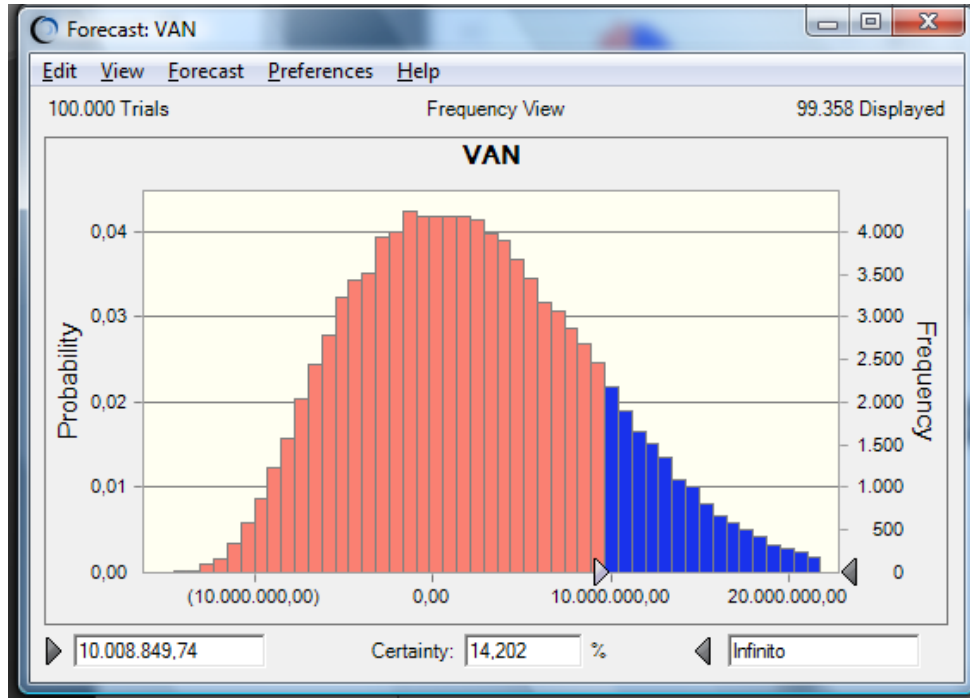 Forecast: VAN
Edit View Forecast Preferences Help
100.000 Trials Frequency View 99.358 Displayed
VAN
Probability
0,04
0,03
0,02
0,01
0,00
4.000
3.500
3.000
2.500
2.000
1.500
1.000
500
0
Frequency
(10.000.000,00) 0,00 10.000.000,00 20.000.000,00
10.008.849,74 Certainty: 14,202 % Infinito